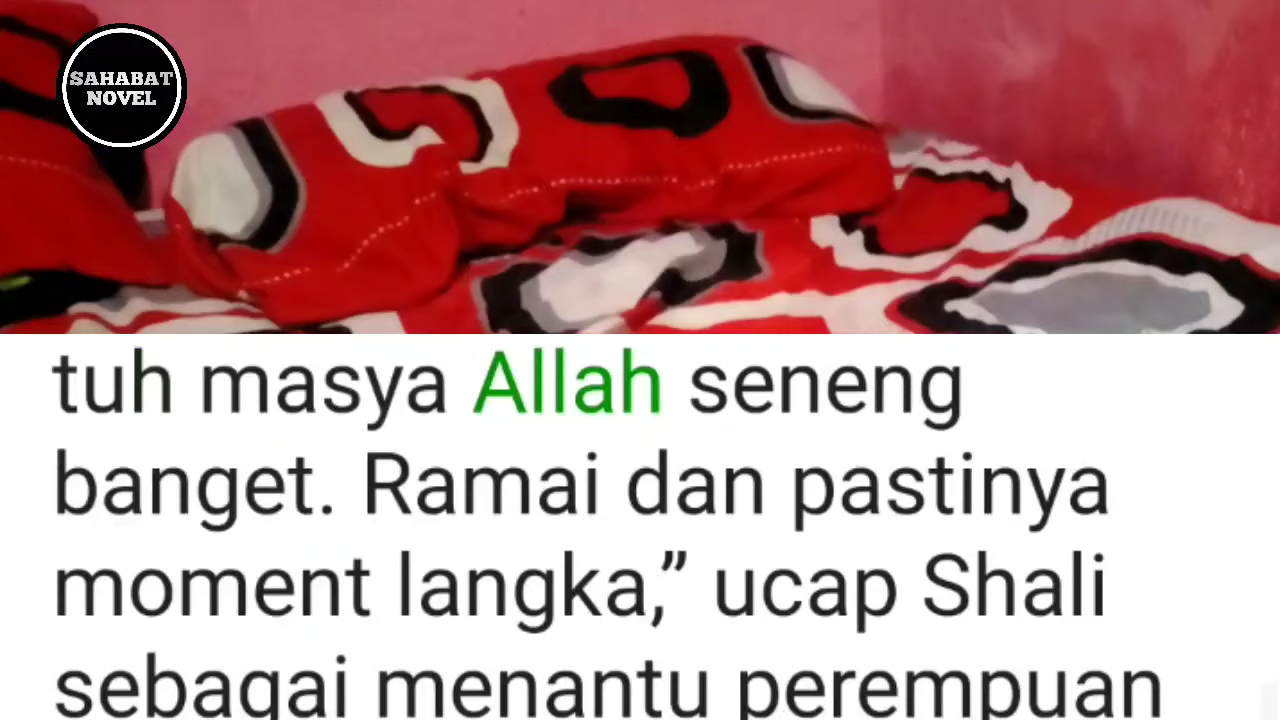 SAHABAT
NOVEL
tuh masya Allah seneng
banget. Ramai dan pastinya
moment langka,” ucap Shali
sebagai menantu perempuan